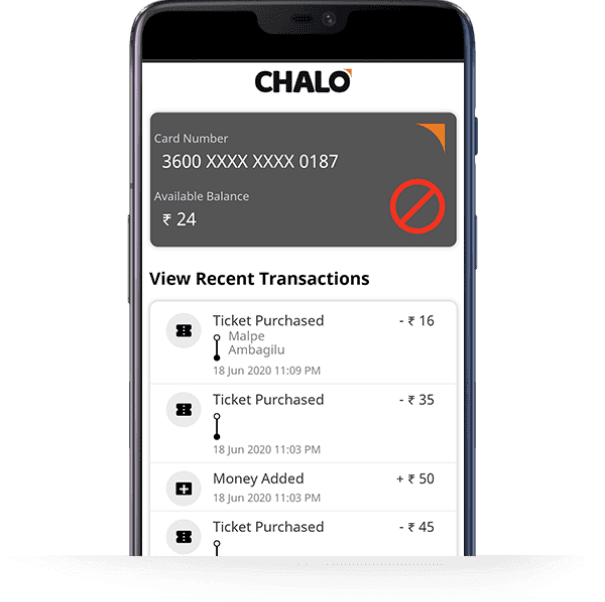 CHALO
Card Number
3600 XXXX XXXX 0187
Available Balance
₹ 24
View Recent Transactions
Ticket Purchased - ₹ 16
Malpe
Ambagilu
18 Jun 2020 11:09 PM
Ticket Purchased - ₹ 35
18 Jun 2020 11:03 PM
Money Added + ₹ 50
18 Jun 2020 11:03 PM
Ticket Purchased - ₹ 45